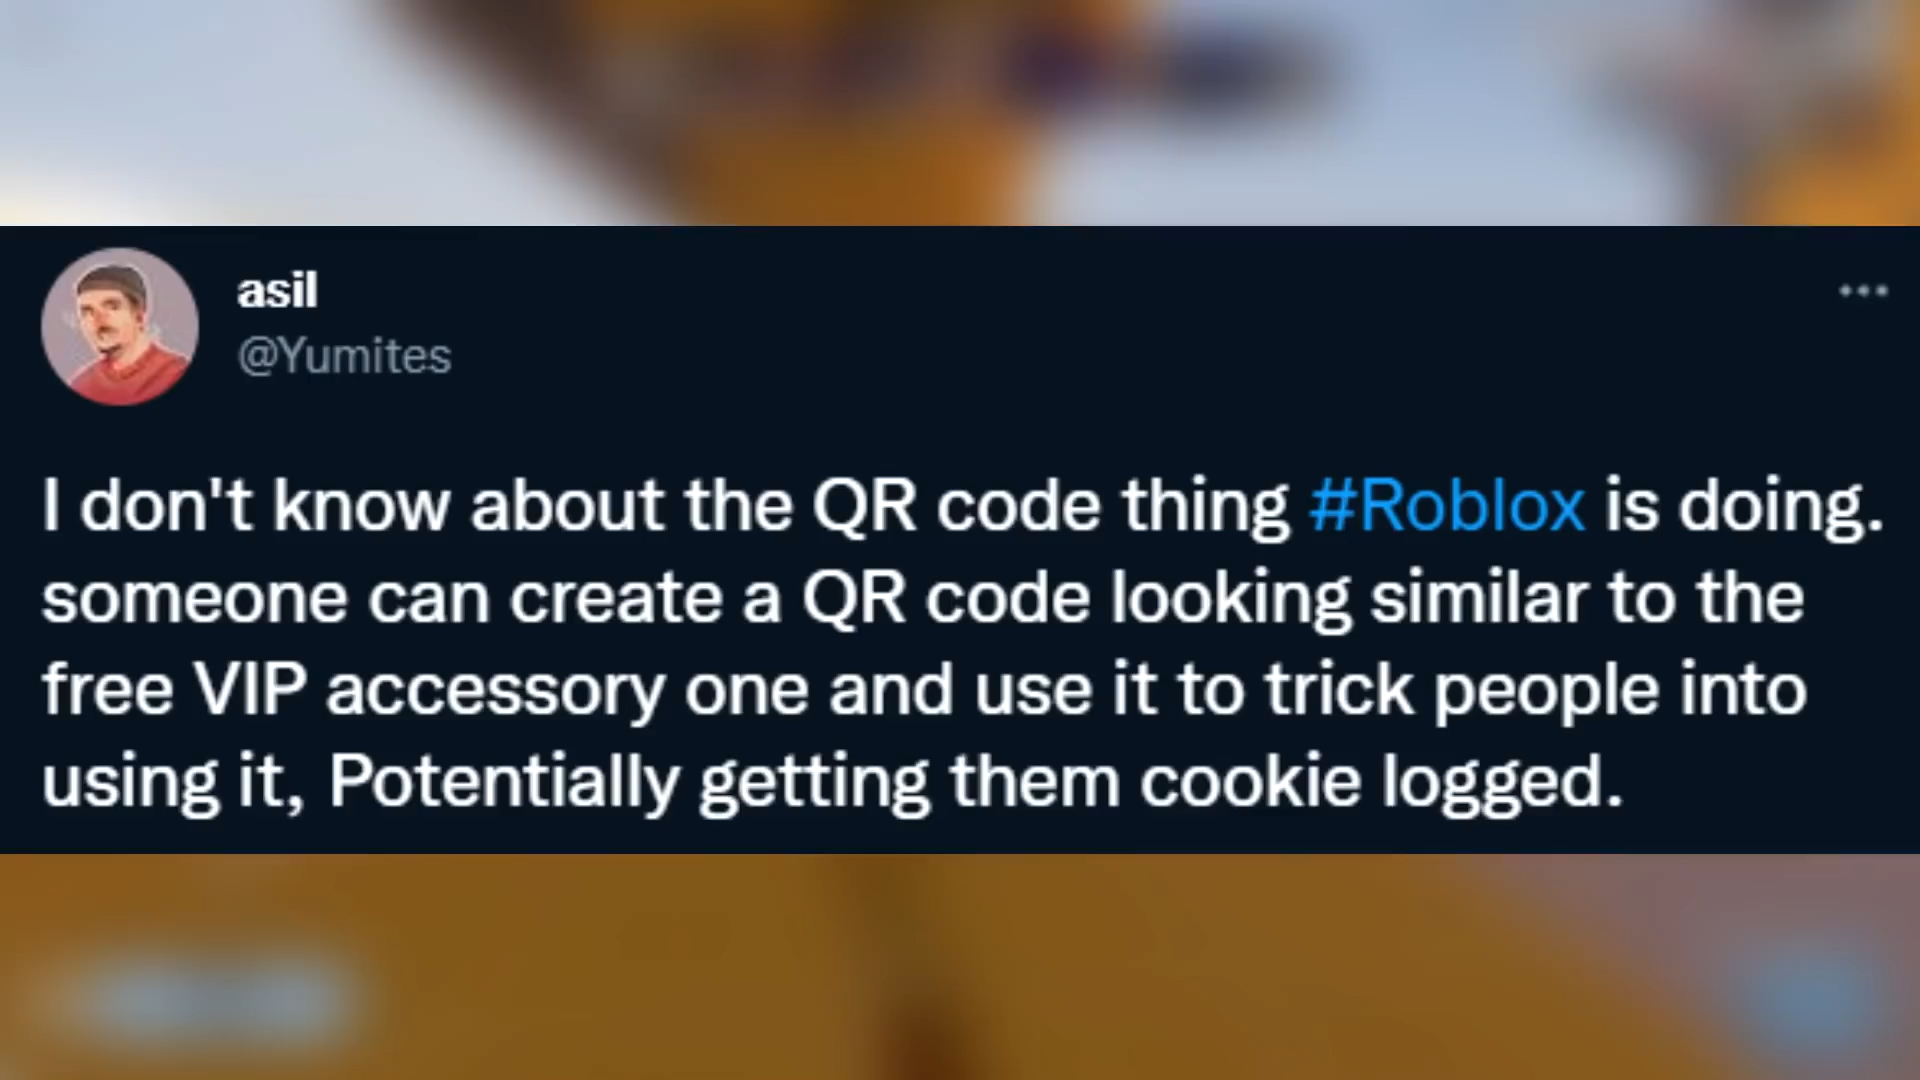 asil
@Yumites
I don't know about the QR code thing #Roblox is doing.
someone can create a QR code looking similar to the
free VIP accessory one and use it to trick people into
using it, Potentially getting them cookie logged.